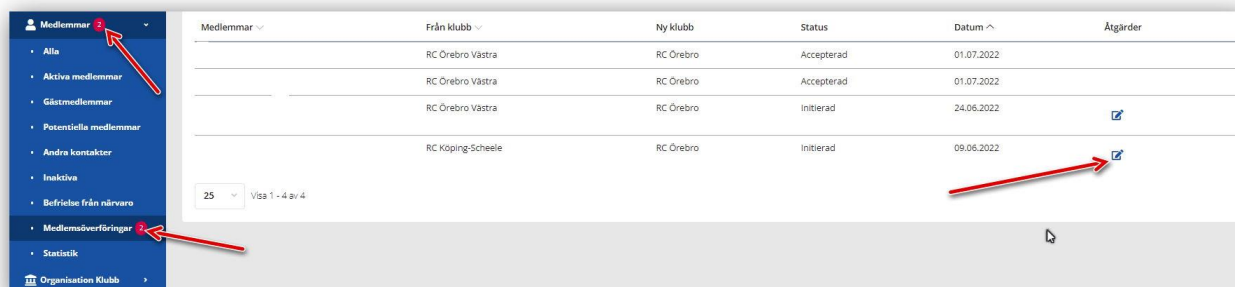 Medlemmar 2
Alla
Aktiva medlemmar
Gästmedlemmar
Potentiella medlemmar
Andra kontakter
Inaktiva
Befrielse från närvaro
Medlemsöverföringar 2
Statistik
Organisation Klubb
Medlemmar Från klubb Ny klubb Status Datum Åtgärder
RC Örebro Västra RC Örebro Accepterad 01.07.2022
RC Örebro Västra RC Örebro Accepterad 01.07.2022
RC Örebro Västra RC Örebro Initierad 24.06.2022
RC Köping-Scheele RC Örebro Initierad 09.06.2022
25 Visa 1 - 4 av 4